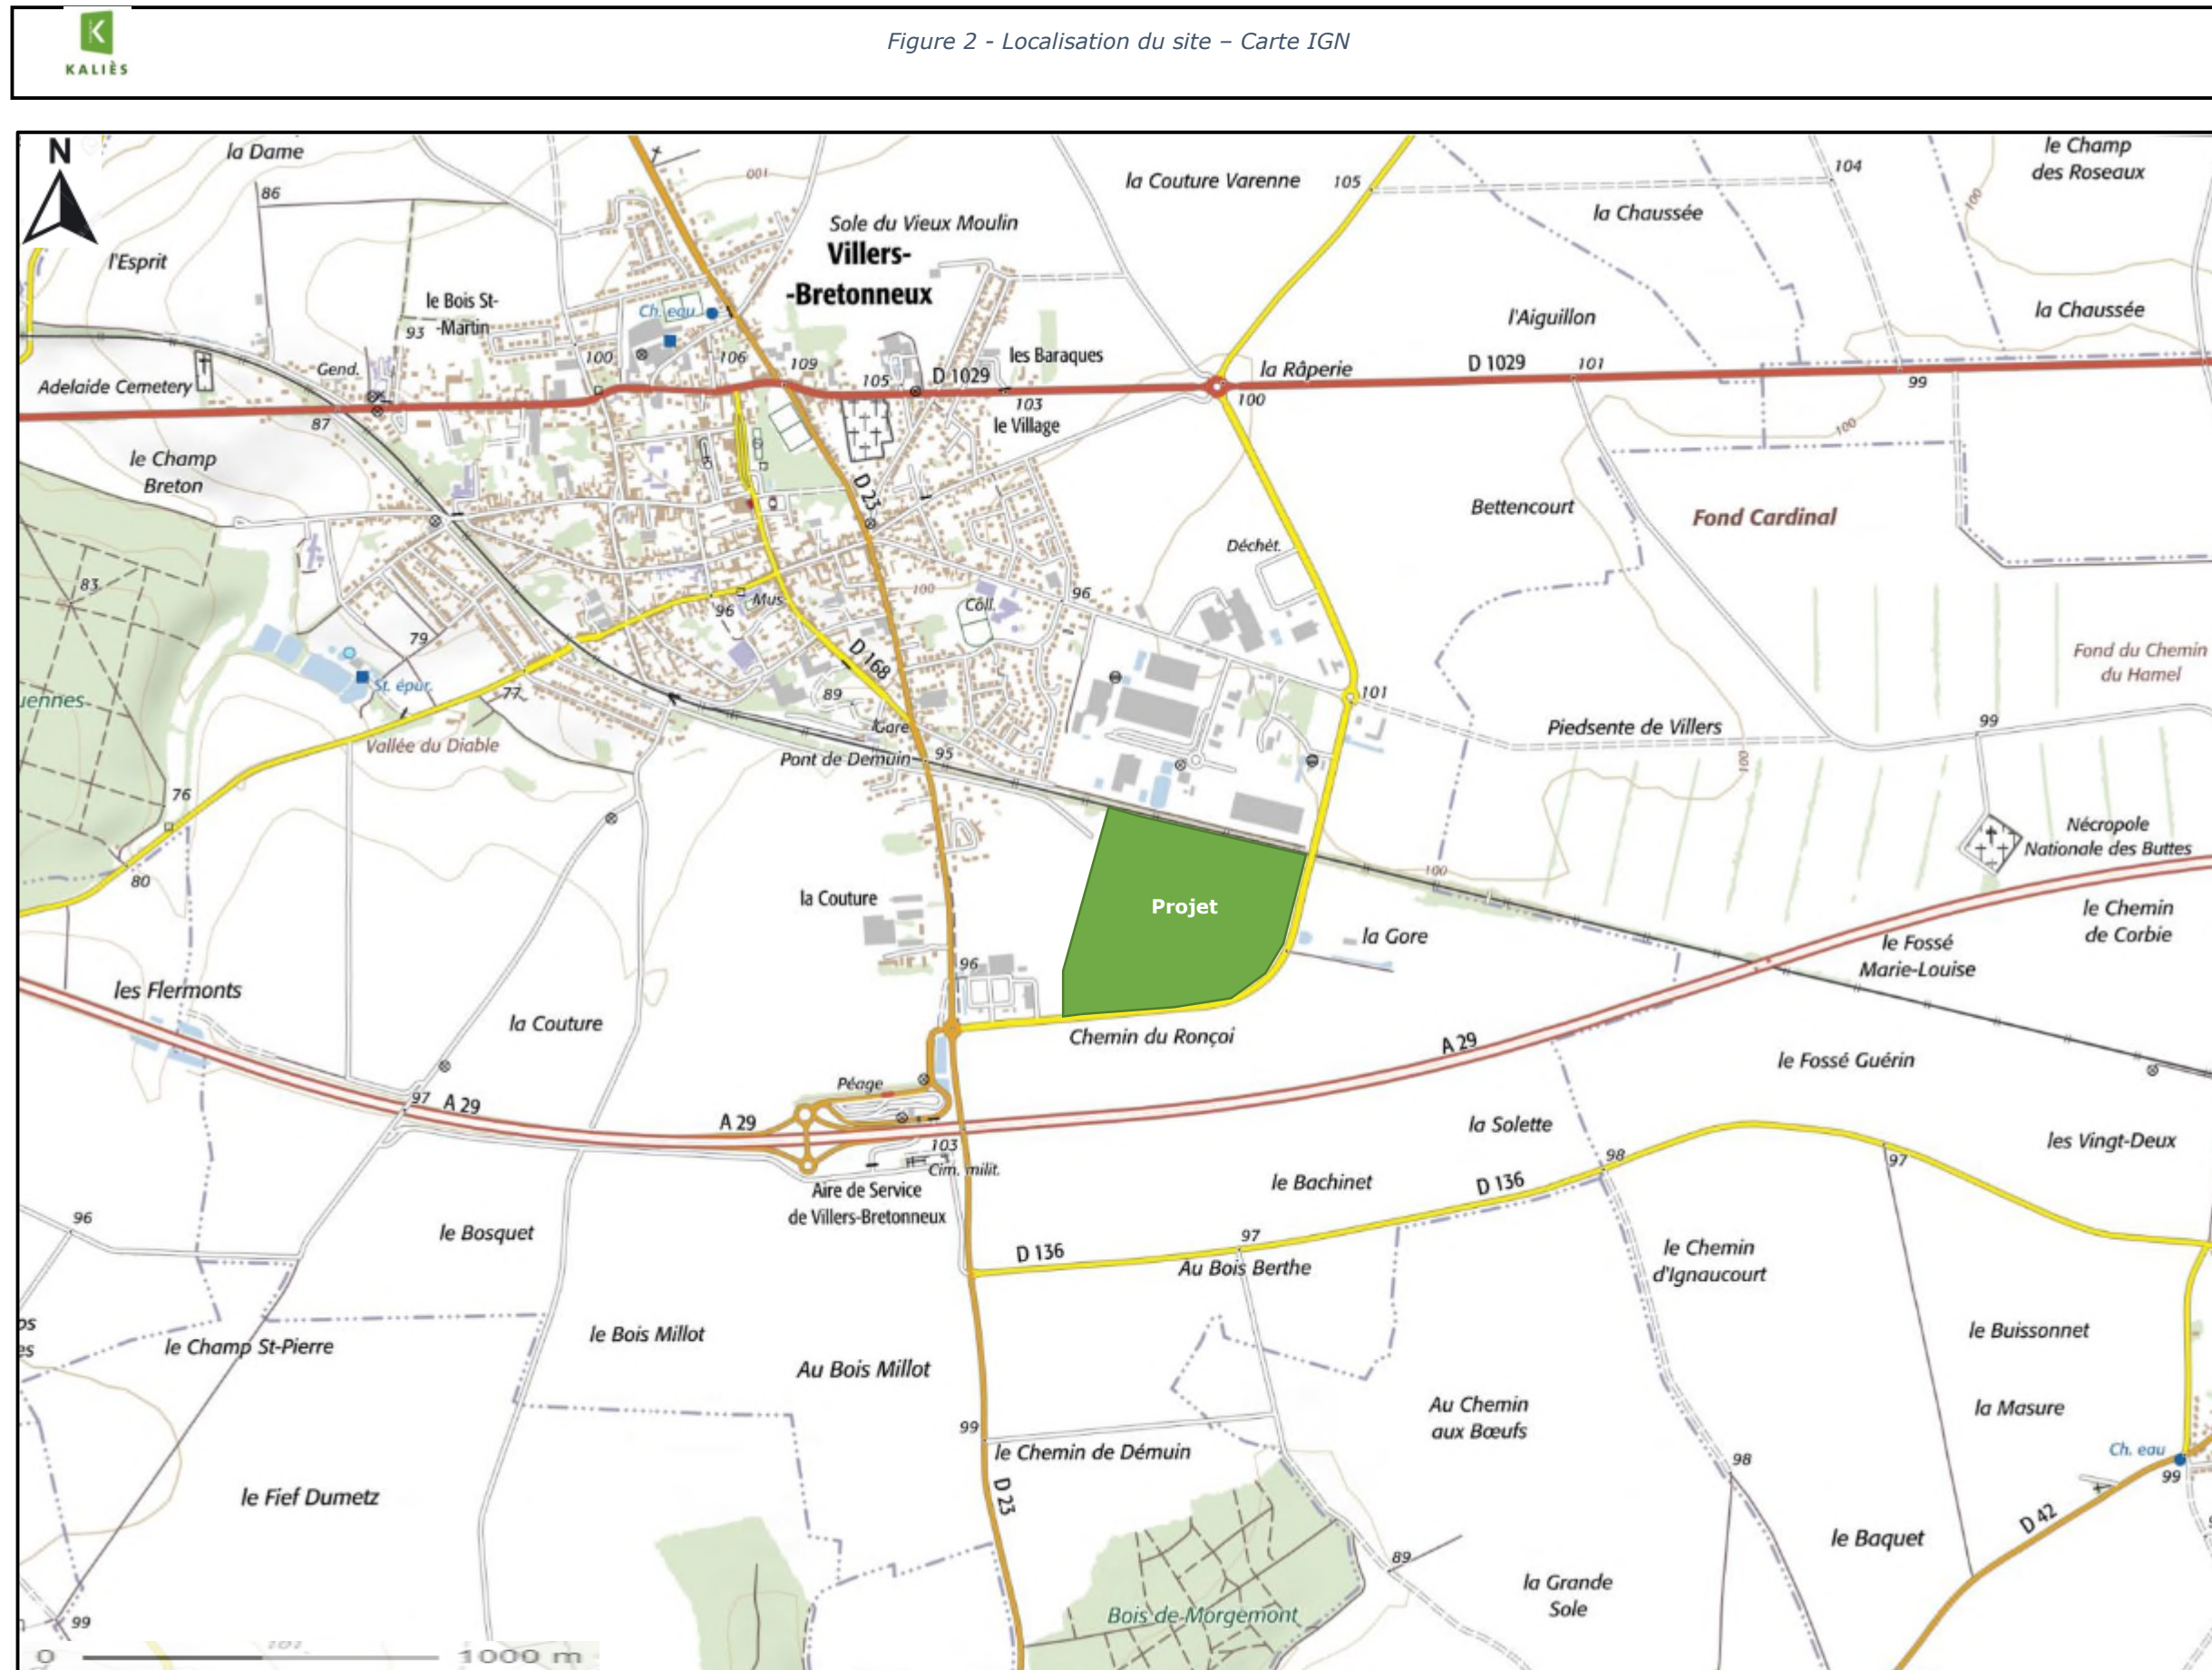 KALIÈS
Figure 2 - Localisation du site – Carte IGN
N
la Dame
86
001
la Couture Varenne
105
104
le Champ
des Roseaux
100
la Chaussée
Sole du Vieux Moulin
Villers-
-Bretonneux
l'Esprit
le Bois St-
-Martin
93
Ch. eau
l'Aiguillon
la Chaussée
Gend.
100
106
109
105
D 1029
les Baraques
la Râperie
D 1029
101
99
Adelaide Cemetery
87
103
le Village
100
100
le Champ
Breton
D 23
Bettencourt
Fond Cardinal
Déchèt.
83
79
96
Mus.
100
Coll.
96
Fond du Chemin
du Hamel
St. épur.
77
D 168
89
Gare
101
99
Vallée du Diable
Pont de Demuin
95
Piedsente de Villers
100
76
80
100
Nécropole
Nationale des Buttes
la Couture
Projet
la Gore
le Chemin
de Corbie
le Fossé
Marie-Louise
96
les Flermonts
la Couture
Chemin du Ronçoi
A 29
le Fossé Guérin
Péage
97
A 29
A 29
103
Cim. milit.
la Solette
98
97
les Vingt-Deux
Aire de Service
de Villers-Bretonneux
le Bachinet
D 136
96
le Bosquet
D 136
97
Au Bois Berthe
le Chemin
d'Ignaucourt
le Champ St-Pierre
le Bois Millot
Au Bois Millot
le Buissonnet
Au Chemin
aux Bœufs
la Masure
99
le Chemin de Démuin
Ch. eau
99
98
le Fief Dumetz
D 23
D 42
le Baquet
89
la Grande
Sole
Bois de Morgemont
99
0
1000 m